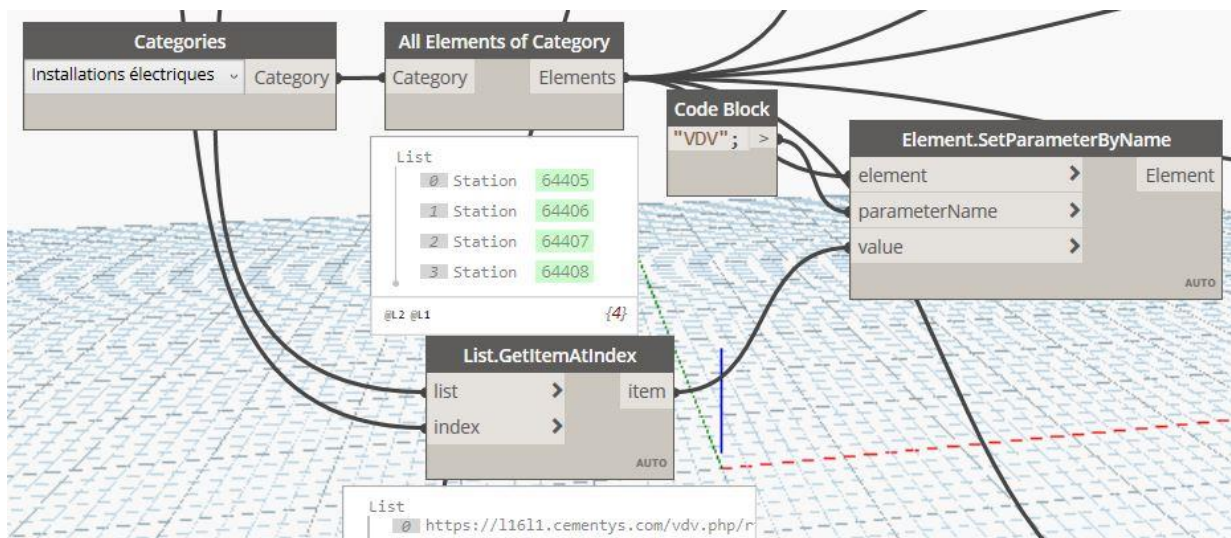 Categories
Installations électriques Category
All Elements of Category
Category Elements
Code Block
"VDV"; >
Element.SetParameterByName
element Element
parameterName
value
AUTO
List
0 Station 64405
1 Station 64406
2 Station 64407
3 Station 64408
@L2 @L1 {4}
List.GetItemAtIndex
list item
index
AUTO
List
0 https://l16l1.cementys.com/vdv.php/r